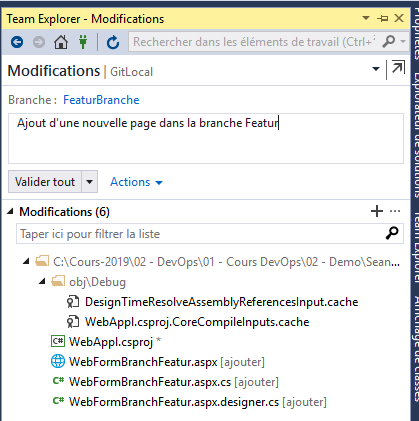 Team Explorer - Modifications
Rechercher dans les éléments de travail (Ctrl+
Modifications | GitLocal
Branche : FeaturBranche
Ajout d'une nouvelle page dans la branche Featur
Valider tout Actions
Modifications (6)
Taper ici pour filtrer la liste
C:\Cours-2019\02 - DevOps\01 - Cours DevOps\02 - Demo\Sean...
obj\Debug
DesignTimeResolveAssemblyReferencesInput.cache
WebAppl.csproj.CoreCompileInputs.cache
C# WebAppl.csproj *
WebFormBranchFeatur.aspx [ajouter]
C# WebFormBranchFeatur.aspx.cs [ajouter]
C# WebFormBranchFeatur.aspx.designer.cs [ajouter]
Propriétés
Explorateur de solutions
Team Explorer
Affichage de classes